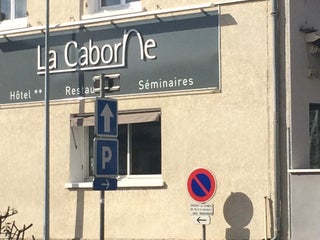 La Caborne
Hôtel ** Restau Séminaires
P